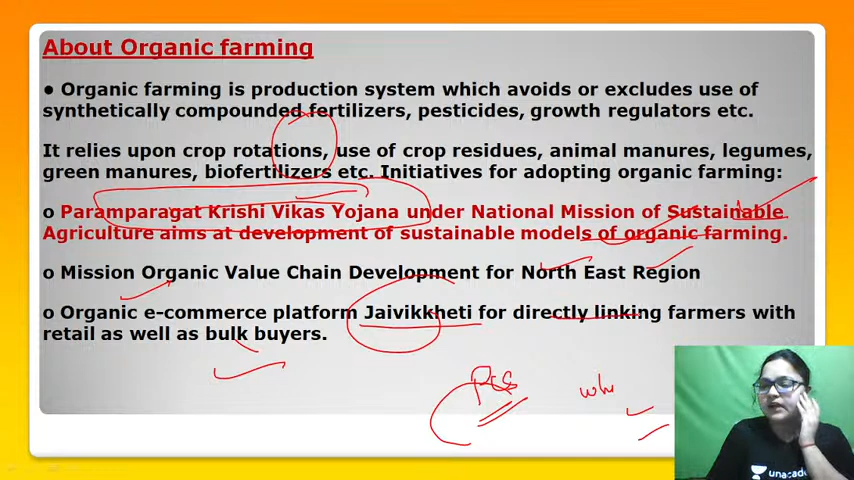 About Organic farming
● Organic farming is production system which avoids or excludes use of
synthetically compounded fertilizers, pesticides, growth regulators etc.
It relies upon crop rotations, use of crop residues, animal manures, legumes,
green manures, biofertilizers etc. Initiatives for adopting organic farming:
o Paramparagat Krishi Vikas Yojana under National Mission of Sustainable
Agriculture aims at development of sustainable models of organic farming.
o Mission Organic Value Chain Development for North East Region
o Organic e-commerce platform Jaivikkheti for directly linking farmers with
retail as well as bulk buyers.
whe
unacade